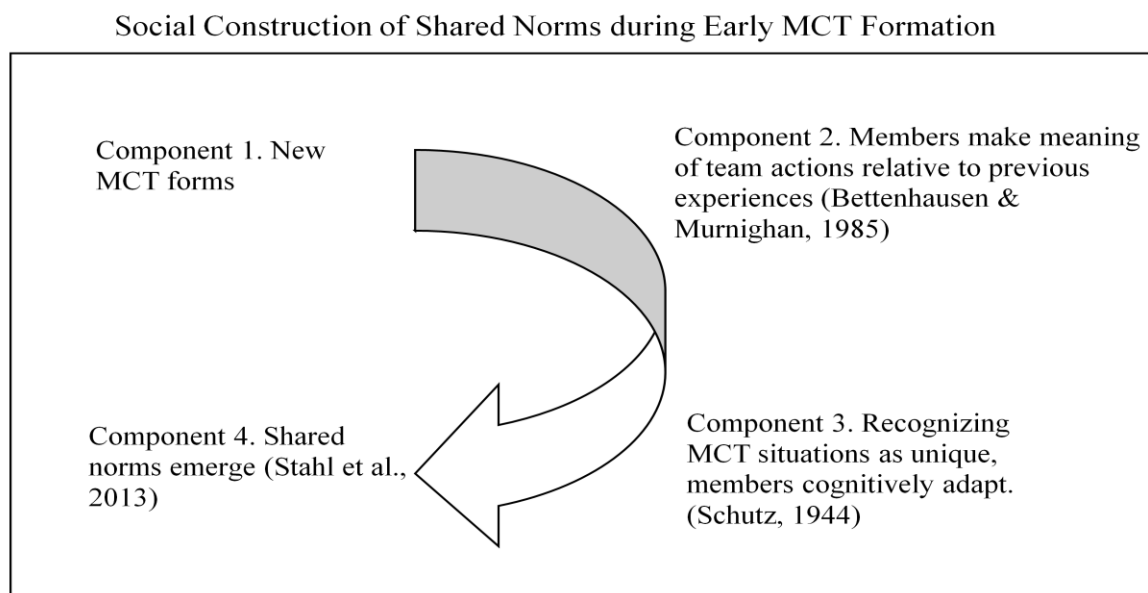 Social Construction of Shared Norms during Early MCT Formation
Component 1. New
MCT forms
Component 2. Members make meaning
of team actions relative to previous
experiences (Bettenhausen &
Murnighan, 1985)
Component 3. Recognizing
MCT situations as unique,
members cognitively adapt.
(Schutz, 1944)
Component 4. Shared
norms emerge (Stahl et al.,
2013)